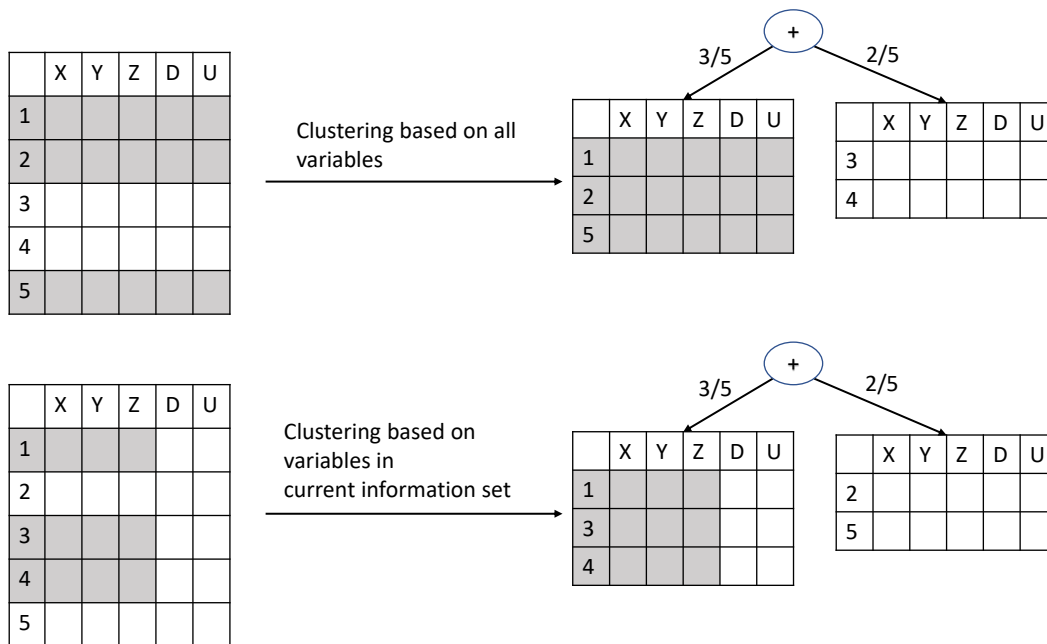 +
3/5 2/5
X Y Z D U
1
2
3
4
5
Clustering based on all
variables
X Y Z D U
1
2
5
X Y Z D U
3
4
+
3/5 2/5
X Y Z D U
1
2
3
4
5
Clustering based on
variables in
current information set
X Y Z D U
1
3
4
X Y Z D U
2
5